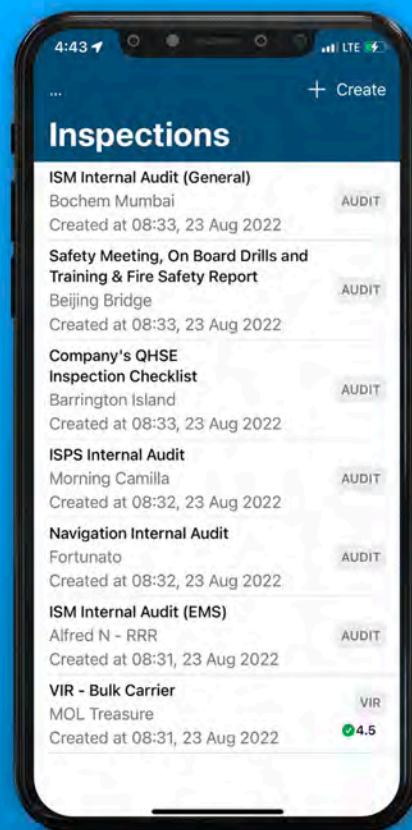 4:43
LTE
...
+ Create
Inspections
ISM Internal Audit (General)
Bochem Mumbai
AUDIT
Created at 08:33, 23 Aug 2022
Safety Meeting, On Board Drills and
Training & Fire Safety Report
AUDIT
Beijing Bridge
Created at 08:33, 23 Aug 2022
Company's QHSE
Inspection Checklist
AUDIT
Barrington Island
Created at 08:33, 23 Aug 2022
ISPS Internal Audit
Morning Camilla
AUDIT
Created at 08:32, 23 Aug 2022
Navigation Internal Audit
Fortunato
AUDIT
Created at 08:32, 23 Aug 2022
ISM Internal Audit (EMS)
Alfred N - RRR
AUDIT
Created at 08:31, 23 Aug 2022
VIR - Bulk Carrier
VIR
MOL Treasure
4.5
Created at 08:31, 23 Aug 2022